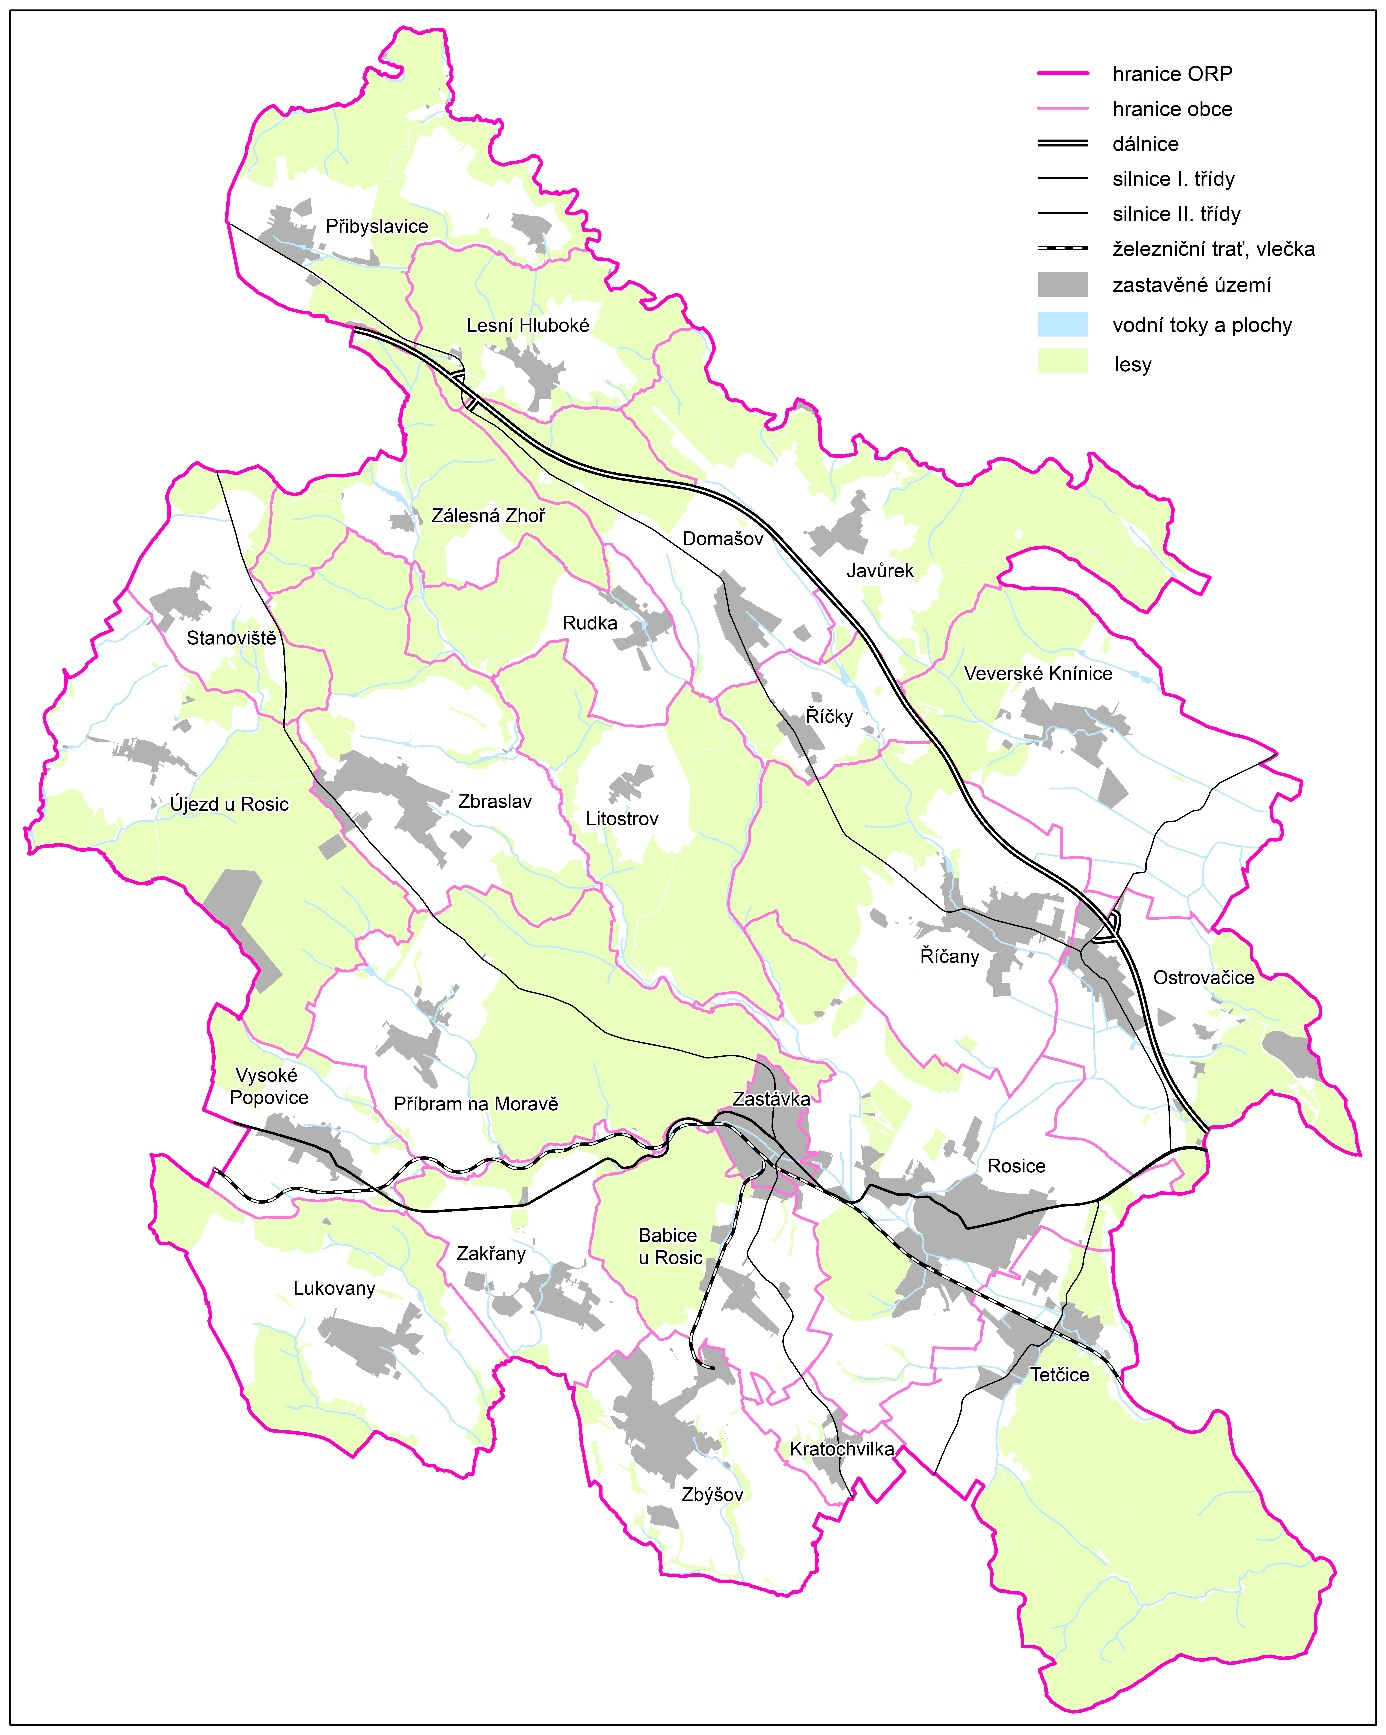 hranice ORP
hranice obce
dálnice
silnice I. třídy
silnice II. třídy
železniční trať, vlečka
zastavěné území
vodní toky a plochy
lesy
Přibyslavice
Lesní Hluboké
Zálesná Zhoř
Domašov
Javůrek
Rudka
Stanoviště
Veverské Knínice
Říčky
Újezd u Rosic
Zbraslav
Litostrov
Říčany
Ostrovačice
Vysoké
Popovice
Příbram na Moravě
Zastávka
Rosice
Babice
u Rosic
Zakřany
Lukovany
Tetčice
Kratochvilka
Zbýšov